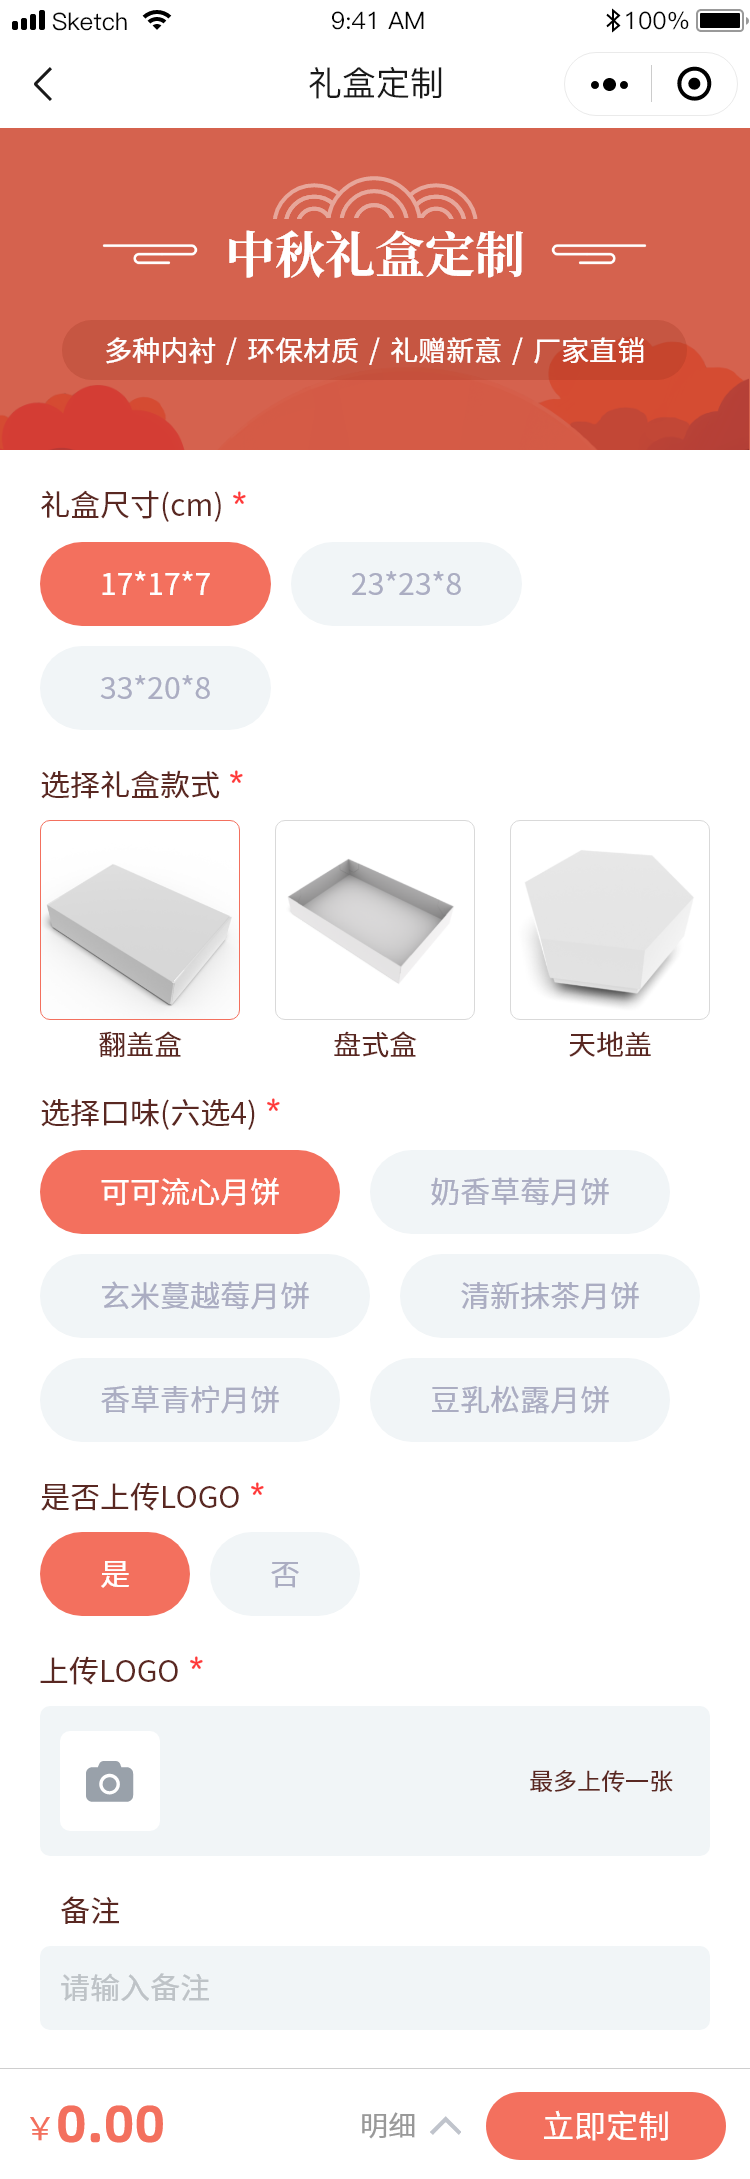 Sketch 9:41 AM 100%
礼盒定制
中秋礼盒定制
多种内衬 / 环保材质 / 礼赠新意 / 厂家直销
礼盒尺寸(cm) *
17*17*7 23*23*8
33*20*8
选择礼盒款式 *
翻盖盒 盘式盒 天地盖
选择口味(六选4) *
可可流心月饼 奶香草莓月饼
玄米蔓越莓月饼 清新抹茶月饼
香草青柠月饼 豆乳松露月饼
是否上传LOGO *
是 否
上传LOGO *
最多上传一张
备注
请输入备注
¥0.00 明细 立即定制